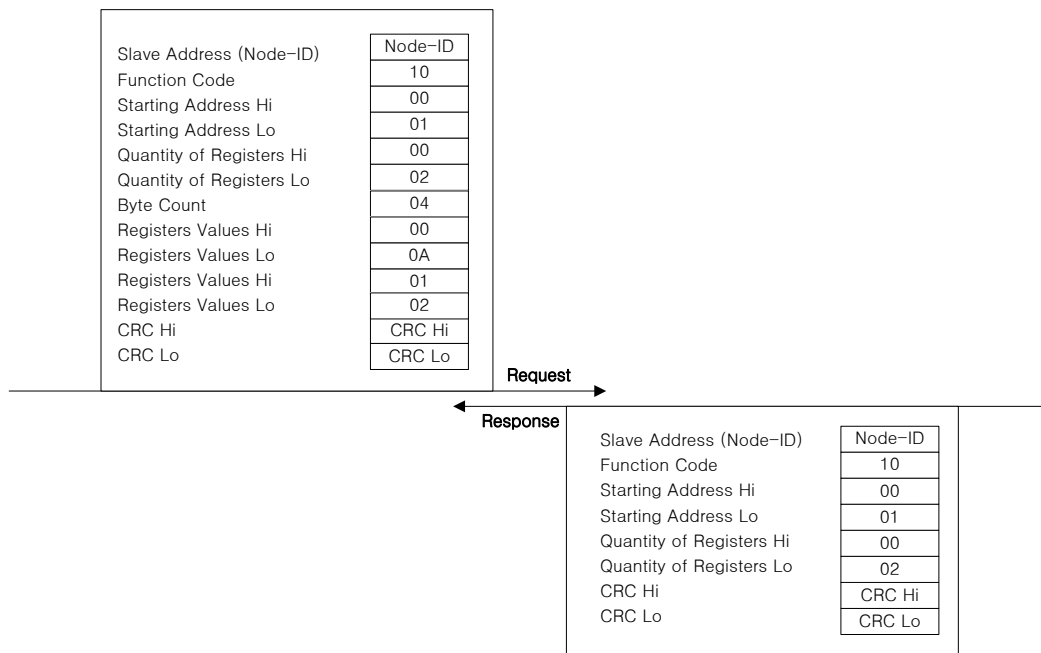 Slave Address (Node-ID) Node-ID
Function Code 10
Starting Address Hi 00
Starting Address Lo 01
Quantity of Registers Hi 00
Quantity of Registers Lo 02
Byte Count 04
Registers Values Hi 00
Registers Values Lo 0A
Registers Values Hi 01
Registers Values Lo 02
CRC Hi CRC Hi
CRC Lo CRC Lo
Request
Response
Slave Address (Node-ID) Node-ID
Function Code 10
Starting Address Hi 00
Starting Address Lo 01
Quantity of Registers Hi 00
Quantity of Registers Lo 02
CRC Hi CRC Hi
CRC Lo CRC Lo